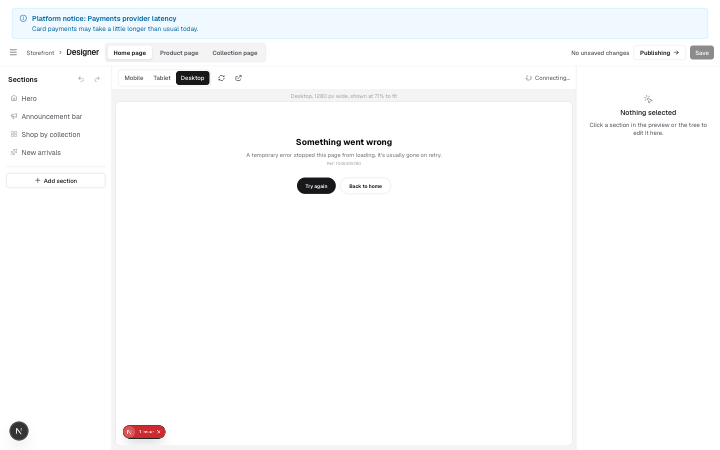 Platform notice: Payments provider latency
Card payments may take a little longer than usual today.
Storefront > Designer
Home page
Product page
Collection page
No unsaved changes
Publishing →
Save
Sections
Mobile
Tablet
Desktop
Connecting...
Hero
Announcement bar
Shop by collection
New arrivals
+ Add section
Desktop, 1280 px wide, shown at 71% to fit
Something went wrong
A temporary error stopped this page from loading. It's usually gone on retry.
Try again
Back to home
Nothing selected
Click a section in the preview or the tree to
edit it here.
N
N
1 issue